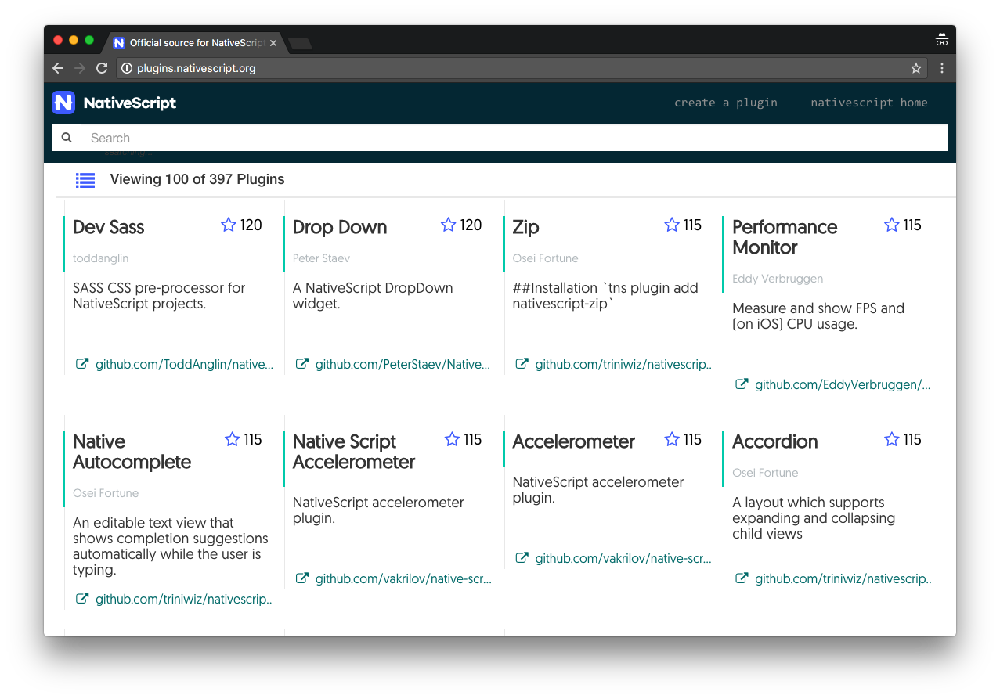 Official source for NativeScript
plugins.nativescript.org
NativeScript
create a plugin
nativescript home
Search
searching...
Viewing 100 of 397 Plugins
Dev Sass
120
toddanglin
SASS CSS pre-processor for
NativeScript projects.
github.com/ToddAnglin/native...
Drop Down
120
Peter Staev
A NativeScript DropDown
widget.
github.com/PeterStaev/Native...
Zip
115
Osei Fortune
##Installation `tns plugin add
nativescript-zip`
github.com/triniwiz/nativescrip..
Performance
Monitor
115
Eddy Verbruggen
Measure and show FPS and
(on iOS) CPU usage.
github.com/EddyVerbruggen/...
Native
Autocomplete
115
Osei Fortune
An editable text view that
shows completion suggestions
automatically while the user is
typing.
github.com/triniwiz/nativescrip..
Native Script
Accelerometer
115
NativeScript accelerometer
plugin.
github.com/vakrilov/native-scr...
Accelerometer
115
NativeScript accelerometer
plugin.
github.com/vakrilov/native-scr...
Accordion
115
Osei Fortune
A layout which supports
expanding and collapsing
child views
github.com/triniwiz/nativescrip..